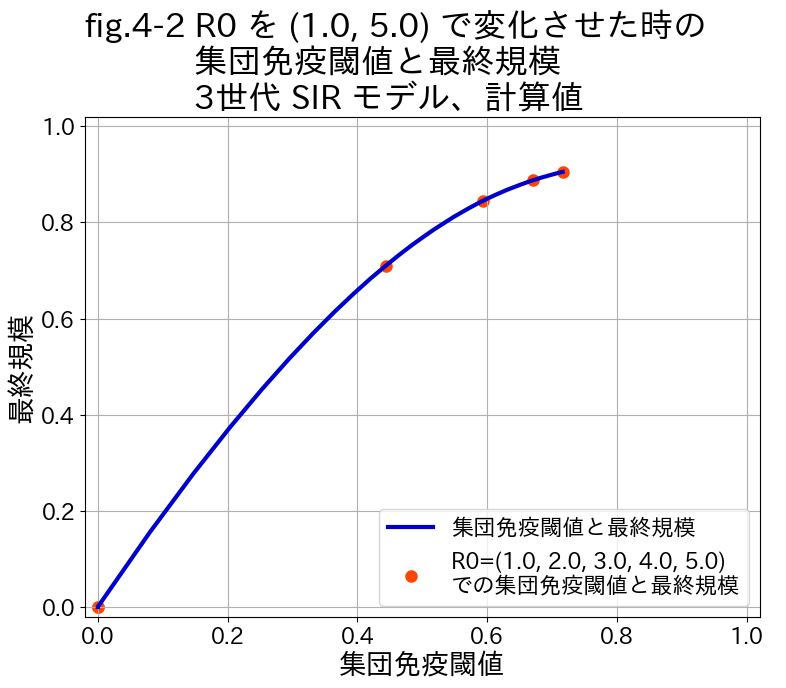 fig.4-2 R0 を (1.0, 5.0) で変化させた時の
集団免疫閾値と最終規模
3世代 SIR モデル、計算値
1.0
0.8
0.6
0.4
0.2
0.0
最終規模
集団免疫閾値と最終規模
R0=(1.0, 2.0, 3.0, 4.0, 5.0)
での集団免疫閾値と最終規模
0.0 0.2 0.4 0.6 0.8 1.0
集団免疫閾値